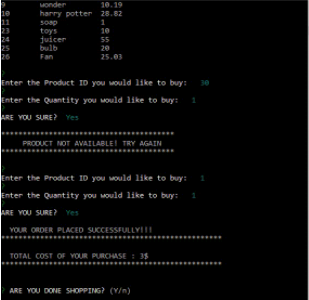 9 wonder 10.19
10 harry potter 28.82
11 soap 1
23 toys 10
24 juicer 55
25 bulb 20
26 Fan 25.03
?
Enter the Product ID you would like to buy: 30
?
Enter the Quantity you would like to buy: 1
?
ARE YOU SURE? Yes
****************************************
PRODUCT NOT AVAILABLE! TRY AGAIN
****************************************
?
Enter the Product ID you would like to buy: 1
?
Enter the Quantity you would like to buy: 1
?
ARE YOU SURE? Yes
YOUR ORDER PLACED SUCCESSFULLY!!!
***************************************************
TOTAL COST OF YOUR PURCHASE : 3$
***************************************************
? ARE YOU DONE SHOPPING? (Y/n)